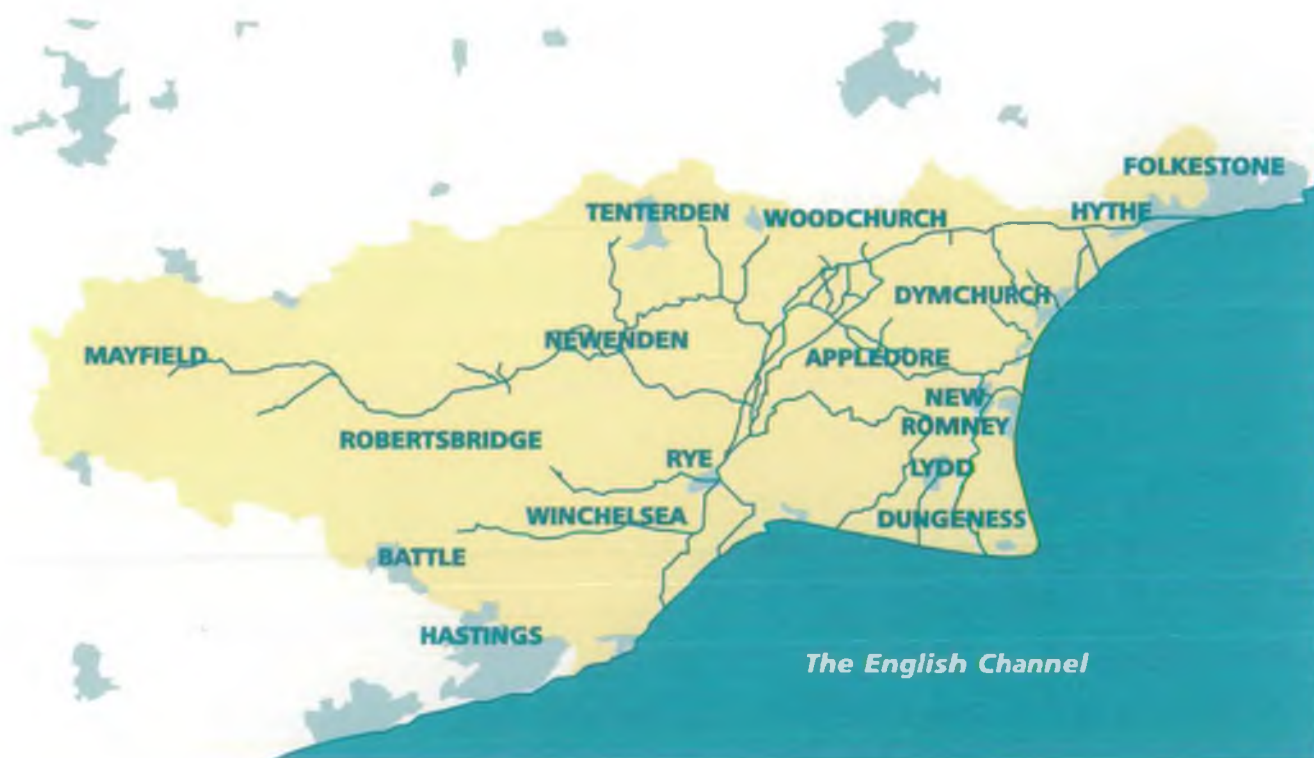 FOLKESTONE
TENTERDEN
WOODCHURCH
HYTHE
DYMCHURCH
NEWENDEN
MAYFIELD
APPLEDORE
NEW
ROMNEY
ROBERTSBRIDGE
RYE
LYDD
WINCHELSEA
DUNGENESS
BATTLE
HASTINGS
The English Channel